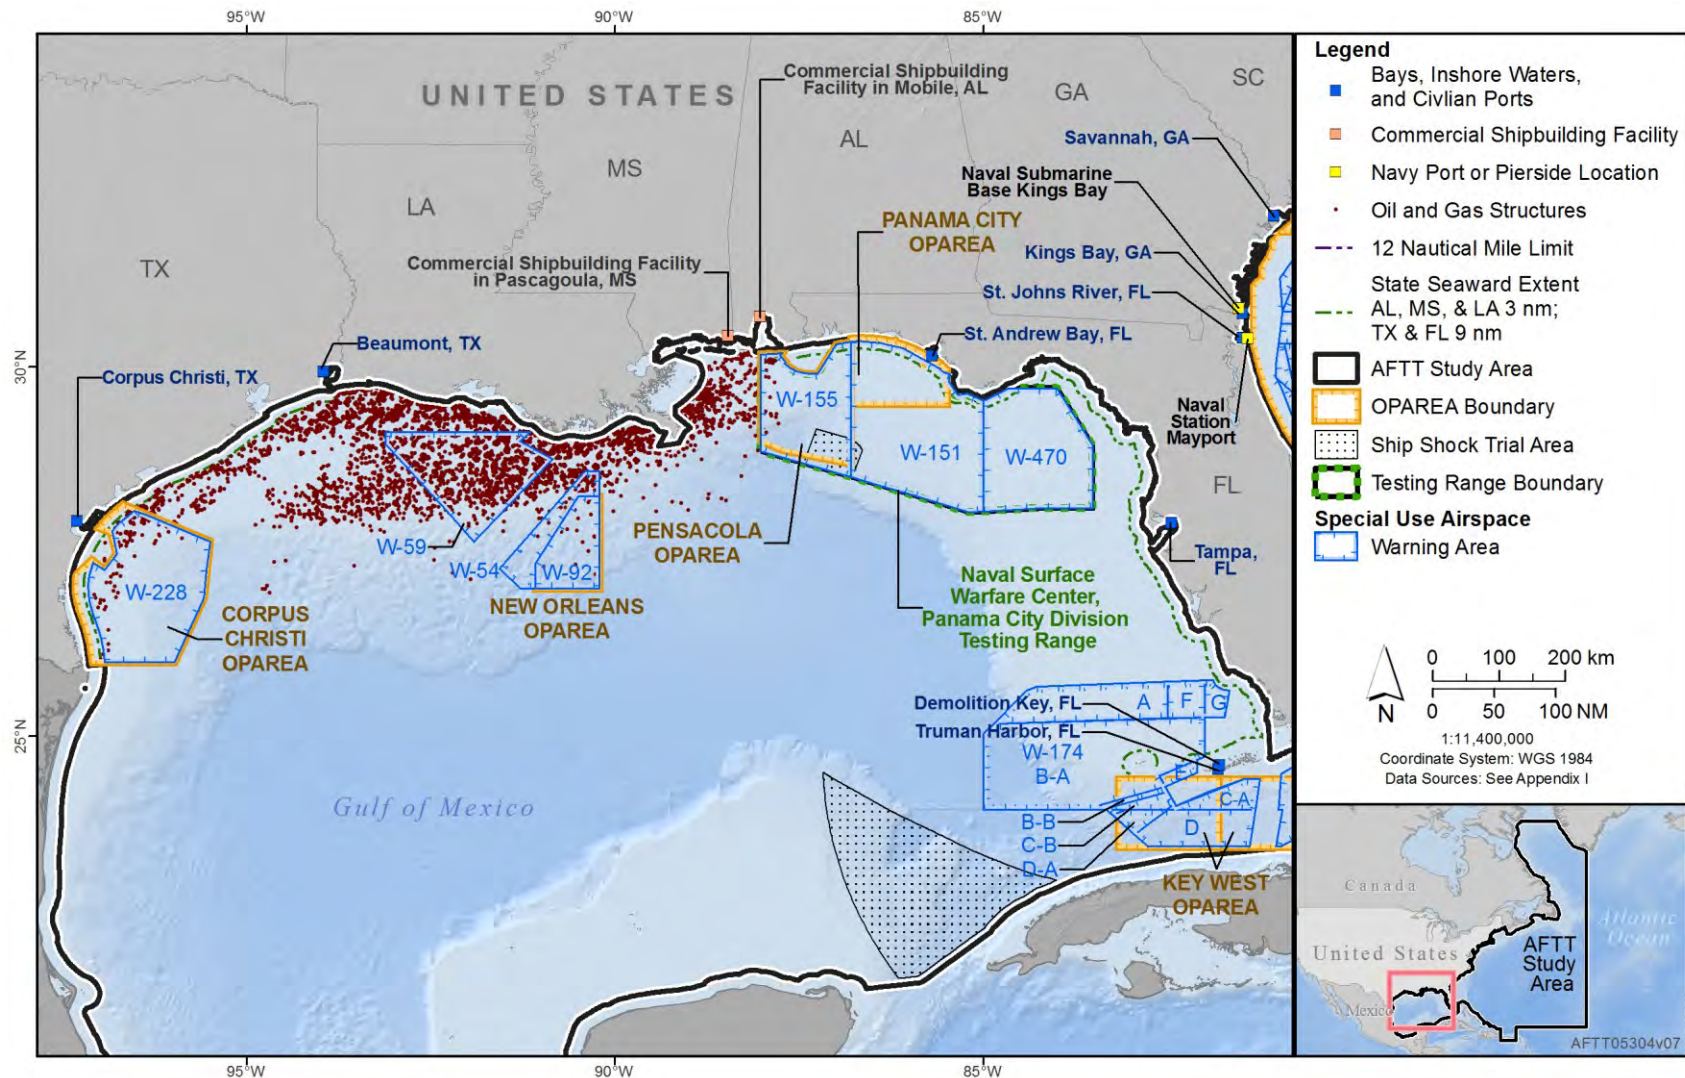 95°W
90°W
85°W
UNITED STATES
Commercial Shipbuilding
Facility in Mobile, AL
GA
SC
AL
MS
LA
TX
Savannah, GA
Naval Submarine
Base Kings Bay
PANAMA CITY
OPAREA
Kings Bay, GA
Commercial Shipbuilding Facility
in Pascagoula, MS
St. Johns River, FL
St. Andrew Bay, FL
Beaumont, TX
30°N
Corpus Christi, TX
W-155
Naval
Station
Mayport
W-151
W-470
FL
PENSACOLA
OPAREA
W-59
W-54
W-92
Tampa,
FL
W-228
NEW ORLEANS
OPAREA
Naval Surface
Warfare Center,
Panama City Division
Testing Range
CORPUS
CHRISTI
OPAREA
Demolition Key, FL
A
F
G
Truman Harbor, FL
25°N
W-174
B-A
E
C-A
B-B
C-B
D
D-A
KEY WEST
OPAREA
Gulf of Mexico
95°W
90°W
85°W
Legend
Bays, Inshore Waters,
and Civlian Ports
Commercial Shipbuilding Facility
Navy Port or Pierside Location
Oil and Gas Structures
12 Nautical Mile Limit
State Seaward Extent
AL, MS, & LA 3 nm;
TX & FL 9 nm
AFTT Study Area
OPAREA Boundary
Ship Shock Trial Area
Testing Range Boundary
Special Use Airspace
Warning Area
N
0 100 200 km
0 50 100 NM
1:11,400,000
Coordinate System: WGS 1984
Data Sources: See Appendix I
Canada
United States
Mexico
Atlantic
Ocean
AFTT
Study
Area
AFTT05304v07